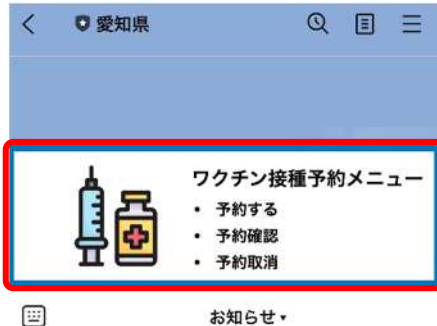 愛知県
ワクチン接種予約メニュー
・ 予約する
・ 予約確認
・ 予約取消
お知らせ▾